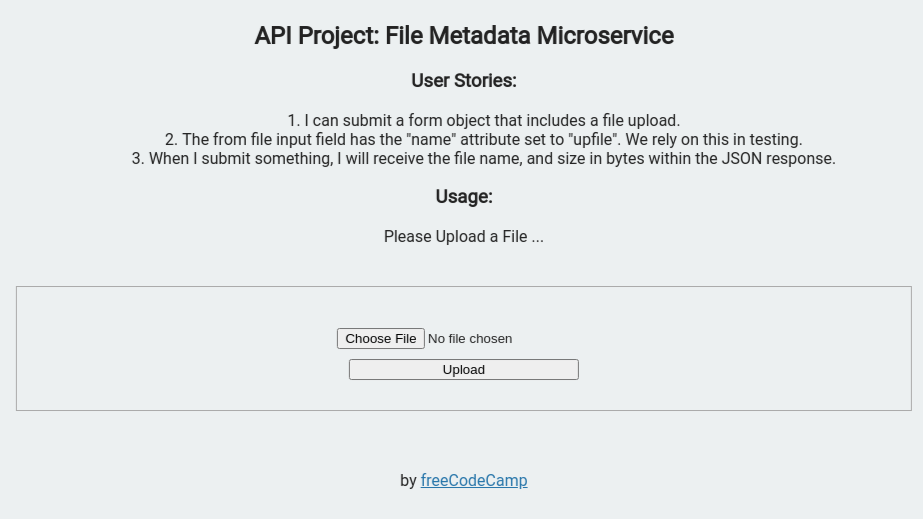 API Project: File Metadata Microservice
User Stories:
1. I can submit a form object that includes a file upload.
2. The from file input field has the "name" attribute set to "upfile". We rely on this in testing.
3. When I submit something, I will receive the file name, and size in bytes within the JSON response.
Usage:
Please Upload a File ...
Choose File No file chosen
Upload
by freeCodeCamp